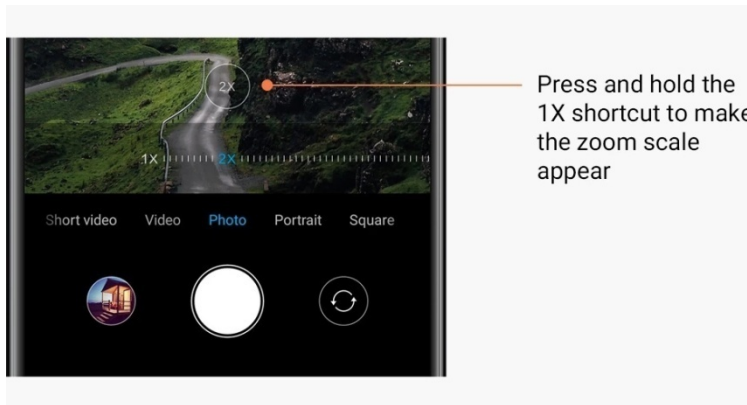 2X
Press and hold the
1X shortcut to make
the zoom scale
appear
1X 2X
Short video Video Photo Portrait Square